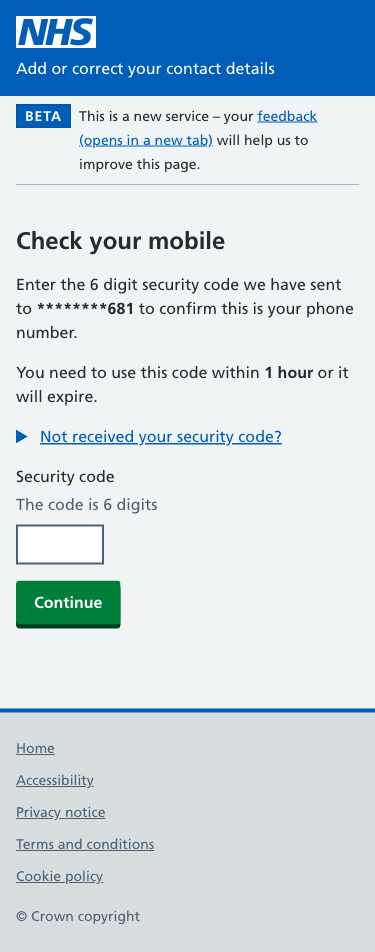 NHS
Add or correct your contact details
BETA
This is a new service – your feedback
(opens in a new tab) will help us to
improve this page.
Check your mobile
Enter the 6 digit security code we have sent
to ********681 to confirm this is your phone
number.
You need to use this code within 1 hour or it
will expire.
Not received your security code?
Security code
The code is 6 digits
Continue
Home
Accessibility
Privacy notice
Terms and conditions
Cookie policy
© Crown copyright